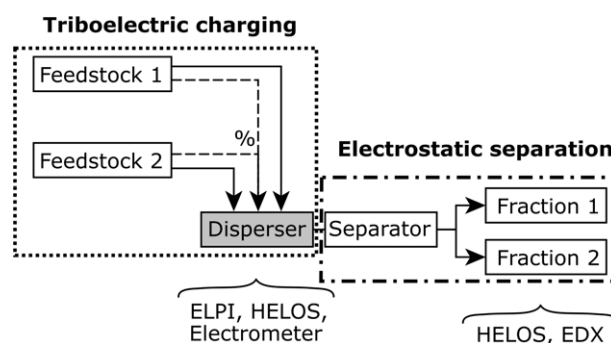 Triboelectric charging
Feedstock 1
%
Feedstock 2
Electrostatic separation
Disperser
Separator
Fraction 1
Fraction 2
ELPI, HELOS,
Electrometer
HELOS, EDX